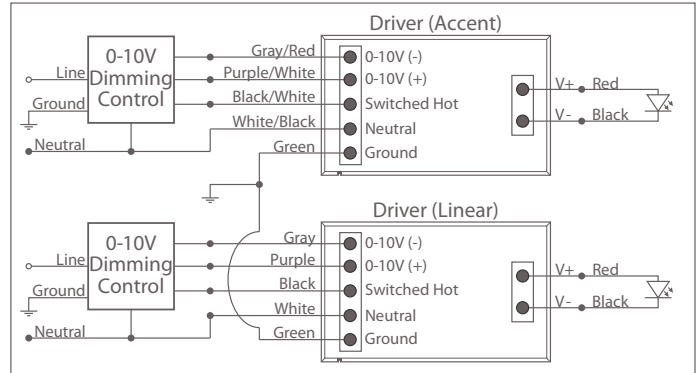 Driver (Accent)
0-10V
Dimming
Control
Line
Ground
Neutral
Gray/Red
Purple/White
Black/White
White/Black
Green
0-10V (-)
0-10V (+)
Switched Hot
Neutral
Ground
V+ Red
V- Black
Driver (Linear)
0-10V
Dimming
Control
Line
Ground
Neutral
Gray
Purple
Black
White
Green
0-10V (-)
0-10V (+)
Switched Hot
Neutral
Ground
V+ Red
V- Black